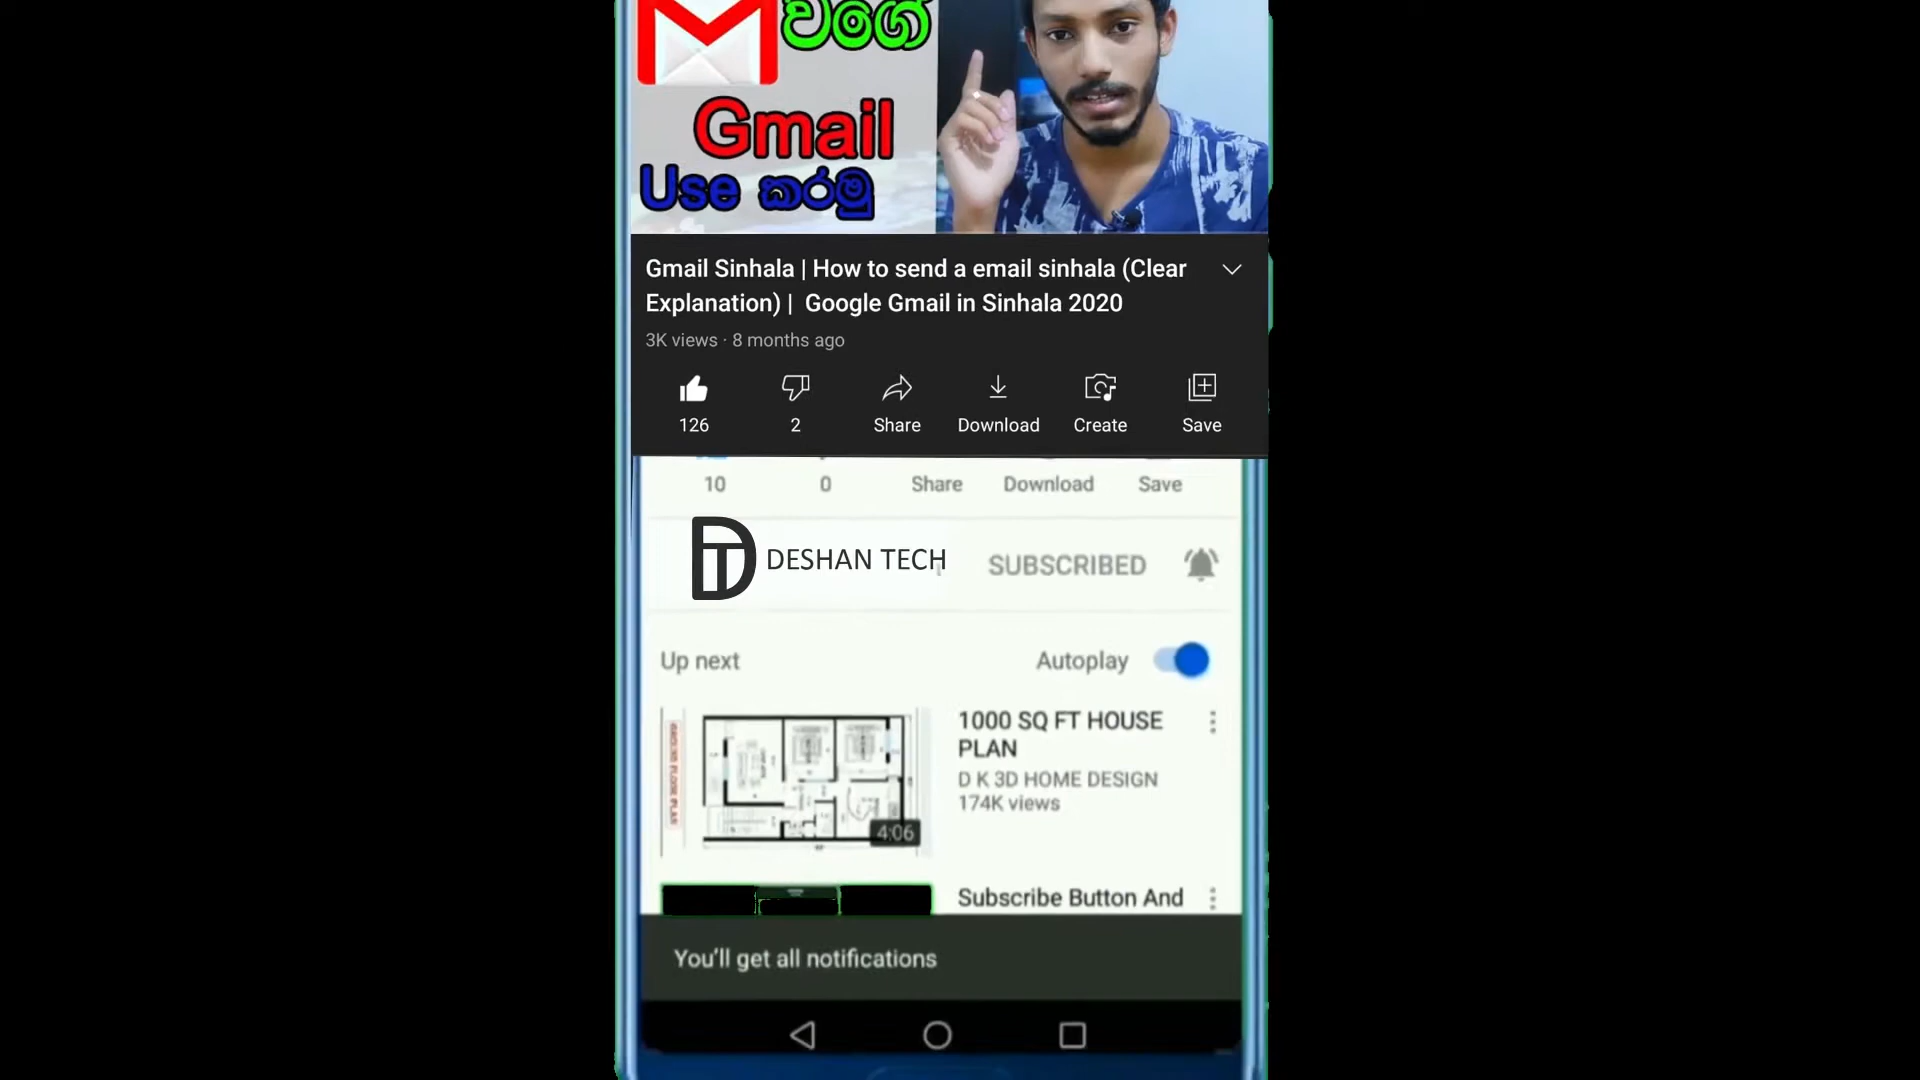 වගේ
Gmail
Use කරමු
Gmail Sinhala | How to send a email sinhala (Clear
Explanation) | Google Gmail in Sinhala 2020
3K views · 8 months ago
126
2
Share
Download
Create
Save
10
0
Share
Download
Save
DESHAN TECH
SUBSCRIBED
Up next
Autoplay
1000 SQ FT HOUSE
PLAN
D K 3D HOME DESIGN
174K views
GROUND FLOOR PLAN
4:06
Subscribe Button And
You'll get all notifications